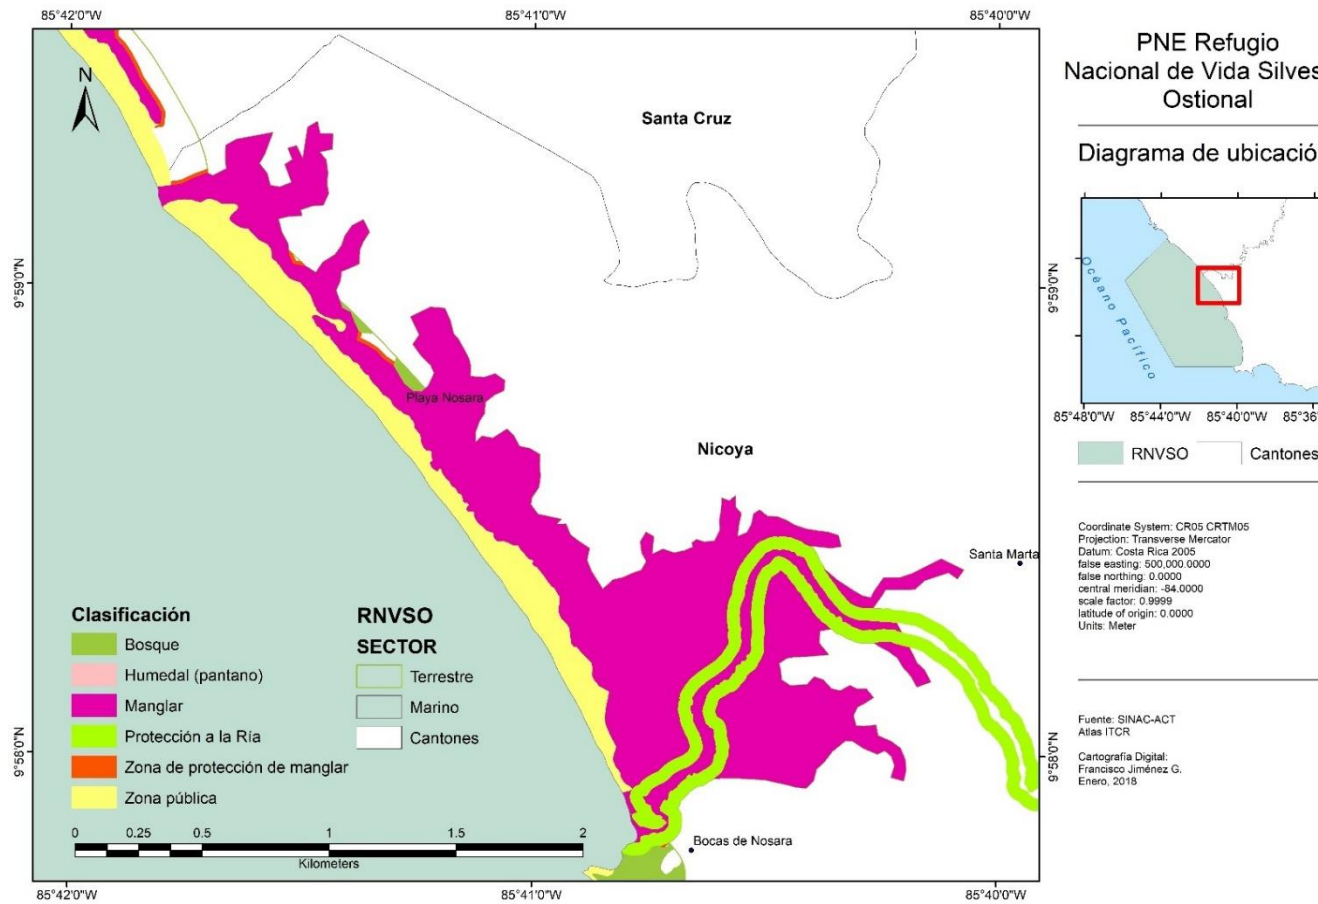 85°42'0"W
85°41'0"W
85°40'0"W
N
Santa Cruz
9°59'0"N
9°59'0"N
Playa Nosara
Nicoya
Santa Marta
9°58'0"N
9°58'0"N
Bocas de Nosara
Clasificación
Bosque
Humedal (pantano)
Manglar
Protección a la Ría
Zona de protección de manglar
Zona pública
RNVSO
SECTOR
Terrestre
Marino
Cantones
0 0.25 0.5 1 1.5 2
Kilometers
85°42'0"W
85°41'0"W
85°40'0"W
PNE Refugio
Nacional de Vida Silves
Ostional
Diagrama de ubicació
Océano Pacífico
85°48'0"W 85°44'0"W 85°40'0"W 85°36'
RNVSO
Cantones
Coordinate System: CR05 CRTM05
Projection: Transverse Mercator
Datum: Costa Rica 2005
false easting: 500,000.0000
false northing: 0.0000
central meridian: -84.0000
scale factor: 0.9999
latitude of origin: 0.0000
Units: Meter
Fuente: SINAC-ACT
Atlas ITCR
Cartografía Digital:
Francisco Jiménez G.
Enero, 2018